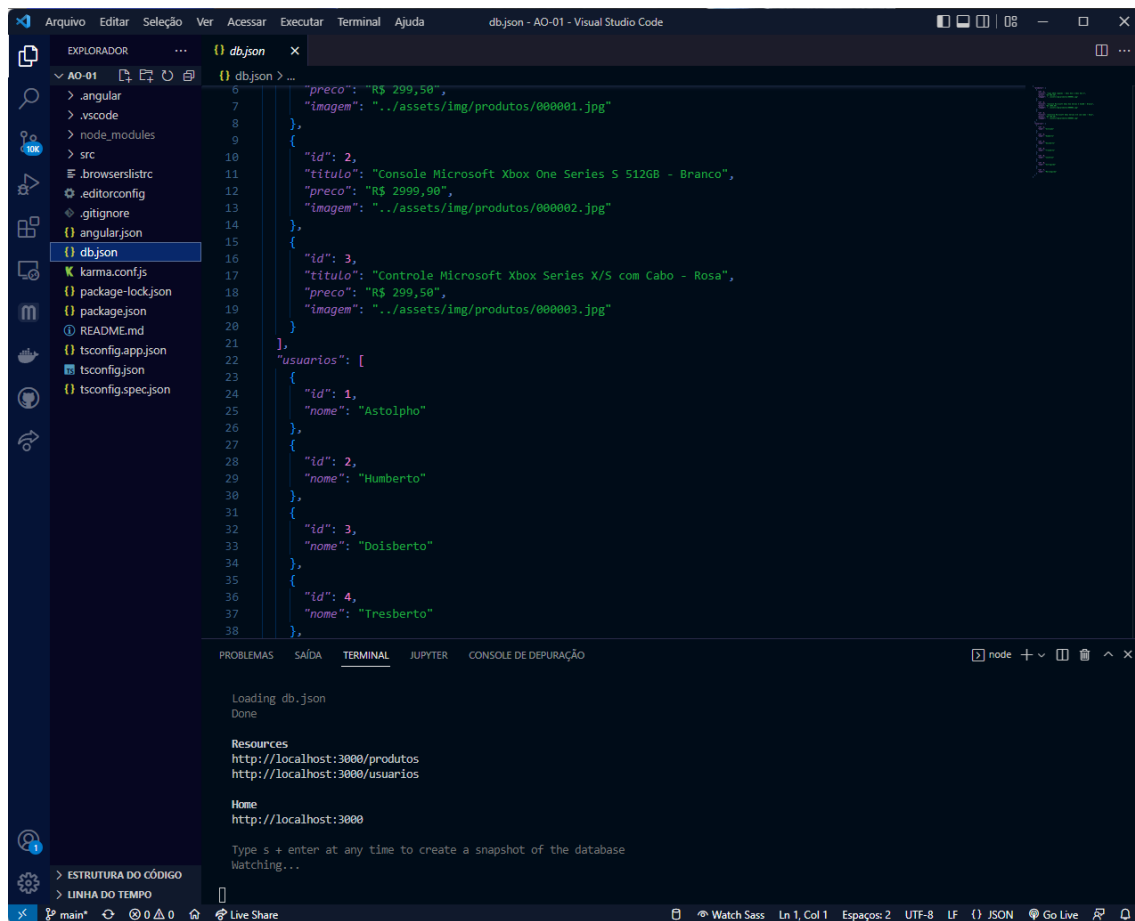 Arquivo Editar Seleção Ver Acessar Executar Terminal Ajuda db.json - AO-01 - Visual Studio Code
EXPLORADOR
AO-01
.angular
.vscode
node_modules
src
.browserslistrc
.editorconfig
.gitignore
{} angular.json
{} db.json
karma.conf.js
{} package-lock.json
{} package.json
README.md
{} tsconfig.app.json
TS tsconfig.json
{} tsconfig.spec.json
10K
1
ESTRUTURA DO CÓDIGO
LINHA DO TEMPO
{} db.json
{} db.json > ...
6 "preco": "R$ 299,50",
7 "imagem": "../assets/img/produtos/000001.jpg"
8 },
9 {
10 "id": 2,
11 "titulo": "Console Microsoft Xbox One Series S 512GB - Branco",
12 "preco": "R$ 2999,90",
13 "imagem": "../assets/img/produtos/000002.jpg"
14 },
15 {
16 "id": 3,
17 "titulo": "Controle Microsoft Xbox Series X/S com Cabo - Rosa",
18 "preco": "R$ 299,50",
19 "imagem": "../assets/img/produtos/000003.jpg"
20 }
21 ],
22 "usuarios": [
23 {
24 "id": 1,
25 "nome": "Astolpho"
26 },
27 {
28 "id": 2,
29 "nome": "Humberto"
30 },
31 {
32 "id": 3,
33 "nome": "Doisberto"
34 },
35 {
36 "id": 4,
37 "nome": "Tresberto"
38 },
PROBLEMAS SAÍDA TERMINAL JUPYTER CONSOLE DE DEPURAÇÃO node
Loading db.json
Done
Resources
http://localhost:3000/produtos
http://localhost:3000/usuarios
Home
http://localhost:3000
Type s + enter at any time to create a snapshot of the database
Watching...
main* 0 0 Live Share Watch Sass Ln 1, Col 1 Espaços: 2 UTF-8 LF {} JSON Go Live